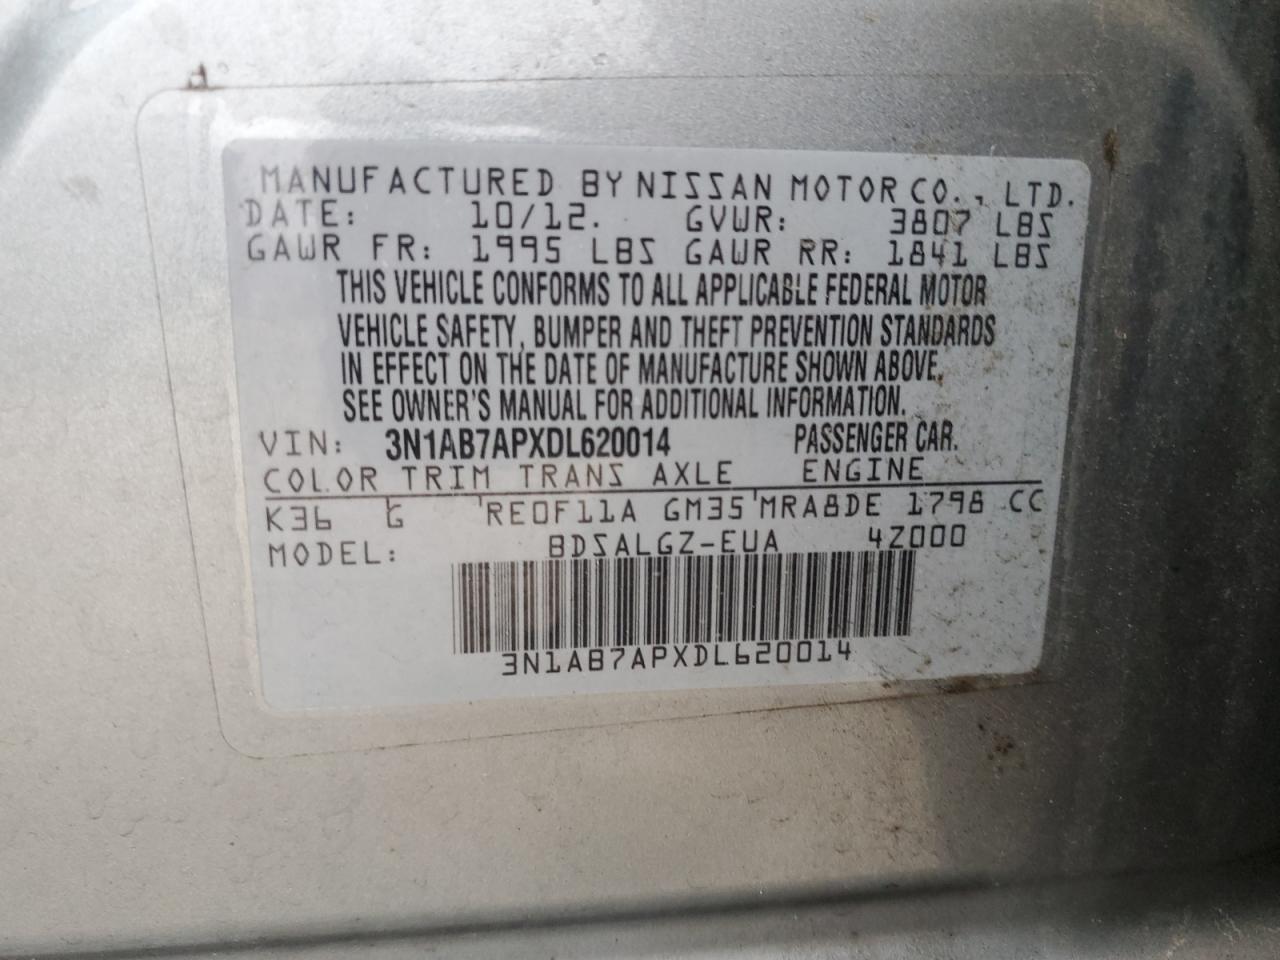 MANUFACTURED BY NISSAN MOTOR CO., LTD.
DATE: 10/12. GVWR: 3807 LBS
GAWR FR: 1995 LBS GAWR RR: 1841 LBS
THIS VEHICLE CONFORMS TO ALL APPLICABLE FEDERAL MOTOR
VEHICLE SAFETY, BUMPER AND THEFT PREVENTION STANDARDS
IN EFFECT ON THE DATE OF MANUFACTURE SHOWN ABOVE.
SEE OWNER'S MANUAL FOR ADDITIONAL INFORMATION.
VIN: 3N1AB7APXDL620014 PASSENGER CAR.
COLOR TRIM TRANS AXLE ENGINE
K36 G REOF11A GM35 MRA8DE 1798 CC
MODEL: BDSALGZ-EUA 4Z000
3N1AB7APXDL620014